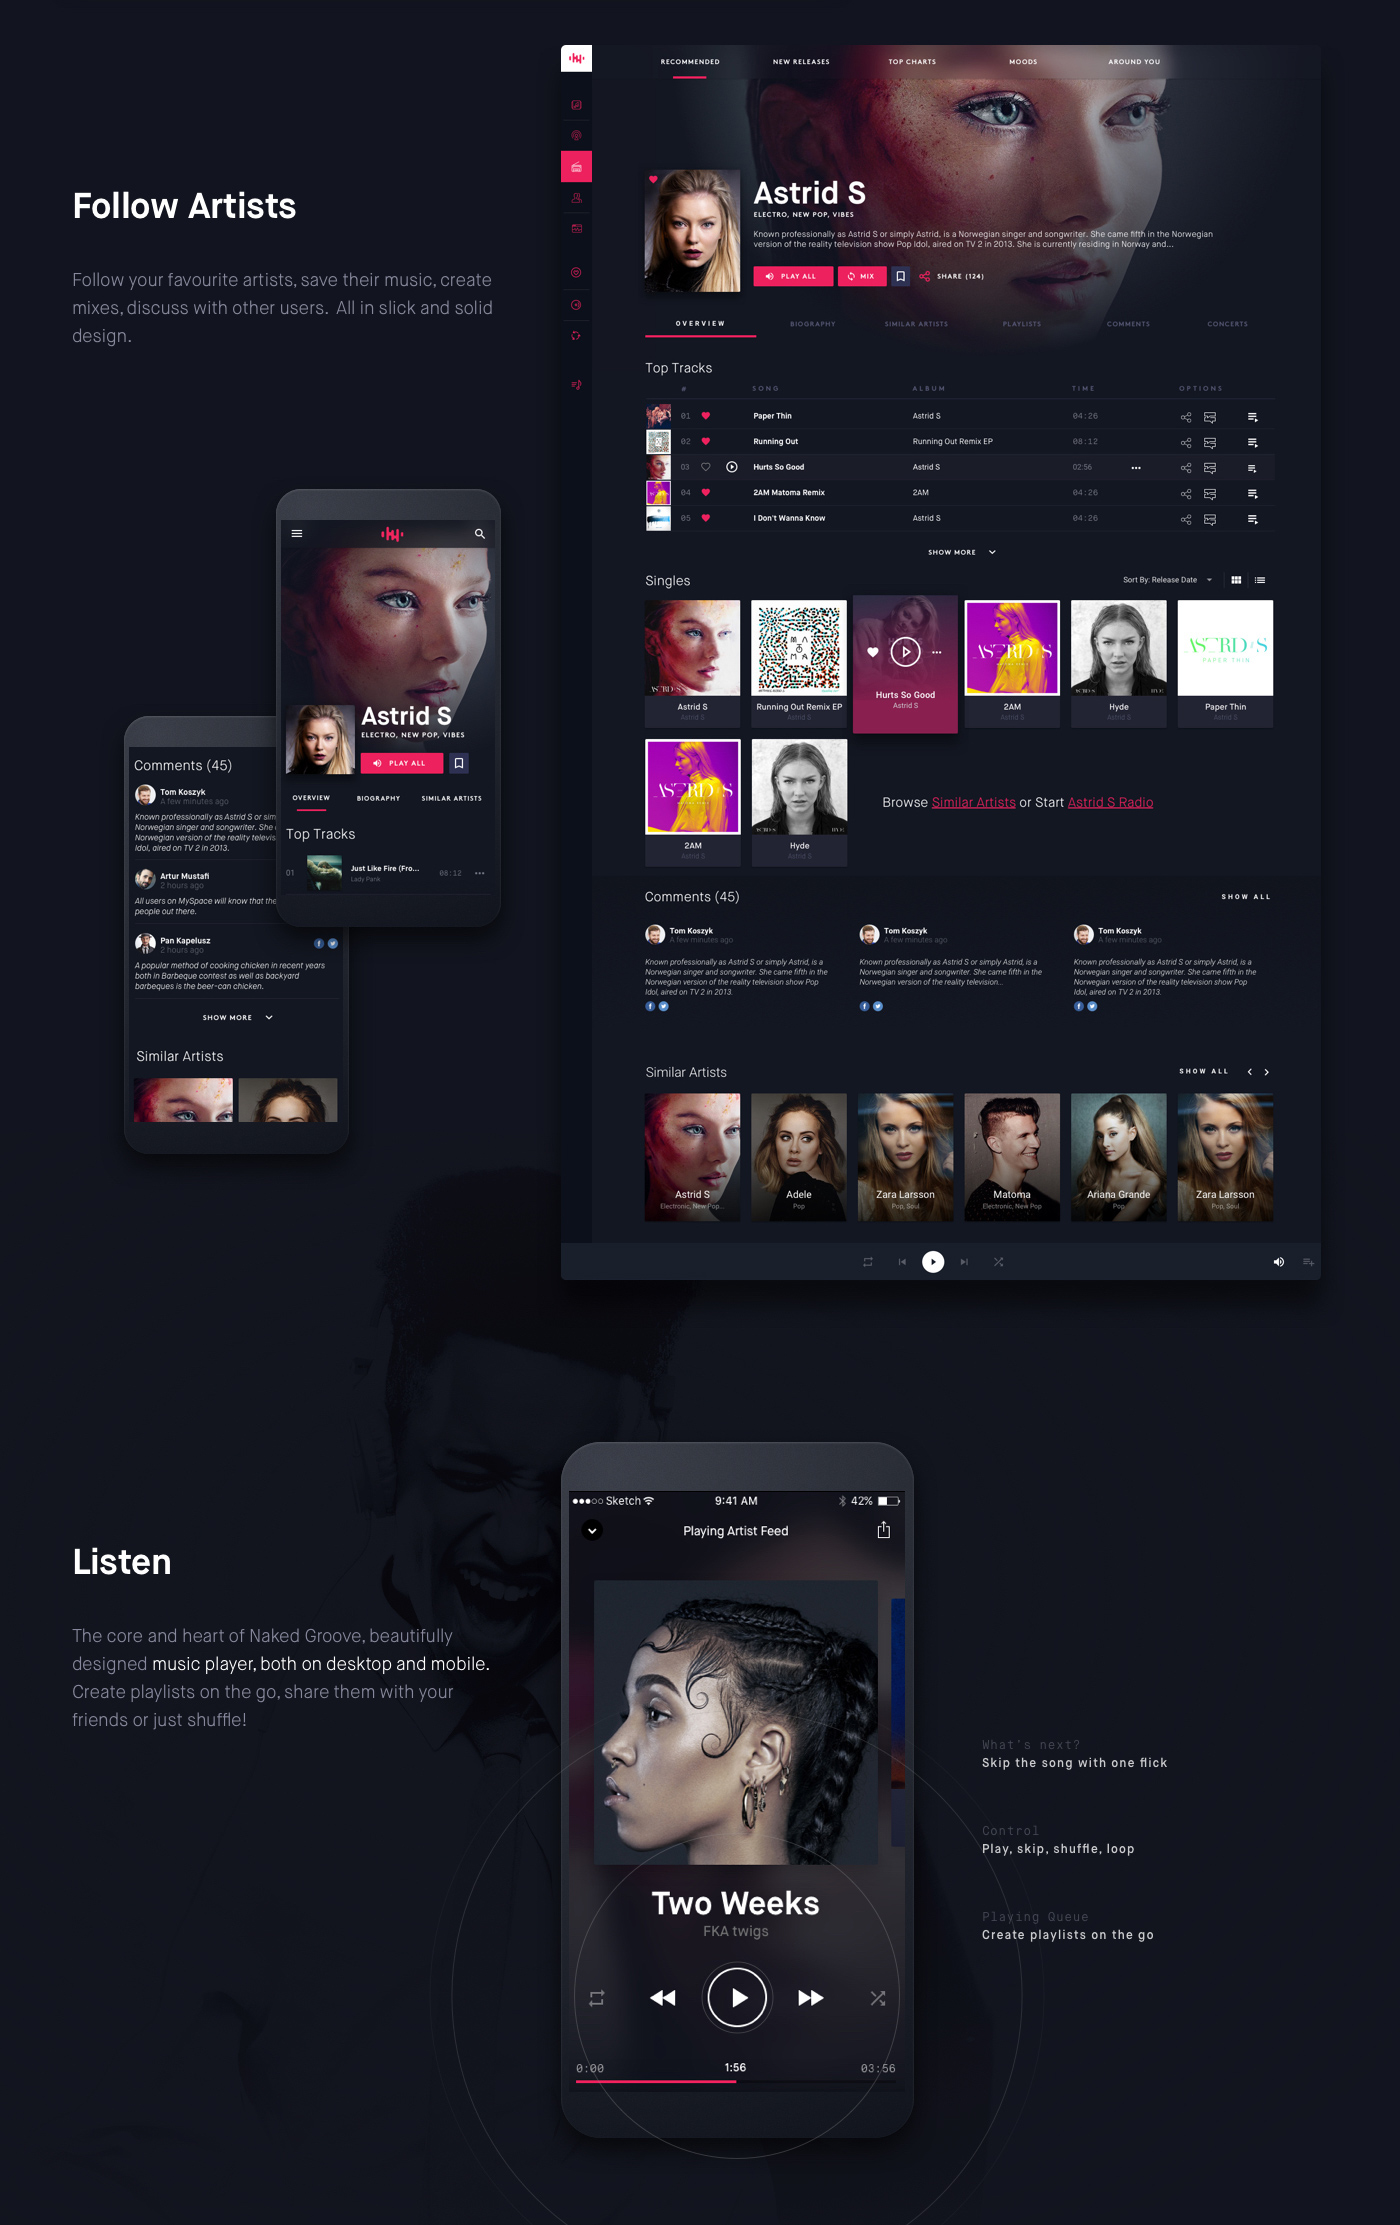 RECOMMENDED NEW RELEASES TOP CHARTS MOODS AROUND YOU
Follow Artists
Follow your favourite artists, save their music, create
mixes, discuss with other users. All in slick and solid
design.
Astrid S
ELECTRO, NEW POP, VIBES
Known professionally as Astrid S or simply Astrid, is a Norwegian singer and songwriter. She came fifth in the Norwegian
version of the reality television show Pop Idol, aired on TV 2 in 2013. She is currently residing in Norway and...
PLAY ALL MIX SHARE (124)
OVERVIEW BIOGRAPHY SIMILAR ARTISTS PLAYLISTS COMMENTS CONCERTS
Top Tracks
# SONG ALBUM TIME OPTIONS
01 Paper Thin Astrid S 04:26
02 Running Out Running Out Remix EP 08:12
03 Hurts So Good Astrid S 02:56
04 2AM Matoma Remix 2AM 04:26
05 I Don't Wanna Know Astrid S 04:26
SHOW MORE
Singles
Sort By: Release Date
ASTRID S
MATOMA
ASTRID S
ASTRID S HYDE
ASTRID S
PAPER THIN
Astrid S
Astrid S
Running Out Remix EP
Astrid S
Hurts So Good
Astrid S
2AM
Astrid S
Hyde
Astrid S
Paper Thin
Astrid S
ASTRID S
ASTRID S HYDE
2AM
Astrid S
Hyde
Astrid S
Browse Similar Artists or Start Astrid S Radio
Comments (45)
SHOW ALL
Tom Koszyk
A few minutes ago
Known professionally as Astrid S or simply Astrid, is a
Norwegian singer and songwriter. She came fifth in the
Norwegian version of the reality television show Pop
Idol, aired on TV 2 in 2013.
Tom Koszyk
A few minutes ago
Known professionally as Astrid S or simply Astrid, is a
Norwegian singer and songwriter. She came fifth in the
Norwegian version of the reality television...
Tom Koszyk
A few minutes ago
Known professionally as Astrid S or simply Astrid, is a
Norwegian singer and songwriter. She came fifth in the
Norwegian version of the reality television show Pop
Idol, aired on TV 2 in 2013.
Similar Artists
SHOW ALL
Astrid S
Electronic, New Pop...
Adele
Pop
Zara Larsson
Pop, Soul
Matoma
Electronic, New Pop
Ariana Grande
Pop
Zara Larsson
Pop, Soul
Astrid S
ELECTRO, NEW POP, VIBES
PLAY ALL
OVERVIEW BIOGRAPHY SIMILAR ARTISTS
Top Tracks
01 Just Like Fire (Fro... 08:12
Lady Pank
Comments (45)
Tom Koszyk
A few minutes ago
Known professionally as Astrid S or sim
Norwegian singer and songwriter. She
Norwegian version of the reality televis
Idol, aired on TV 2 in 2013.
Artur Mustafi
2 hours ago
All users on MySpace will know that the
people out there.
Pan Kapelusz
2 hours ago
A popular method of cooking chicken in recent years
both in Barbeque contest as well as backyard
barbeques is the beer-can chicken.
SHOW MORE
Similar Artists
Listen
The core and heart of Naked Groove, beautifully
designed music player, both on desktop and mobile.
Create playlists on the go, share them with your
friends or just shuffle!
Sketch 9:41 AM 42%
Playing Artist Feed
Two Weeks
FKA twigs
0:00 1:56 03:56
What's next?
Skip the song with one flick
Control
Play, skip, shuffle, loop
Playing Queue
Create playlists on the go